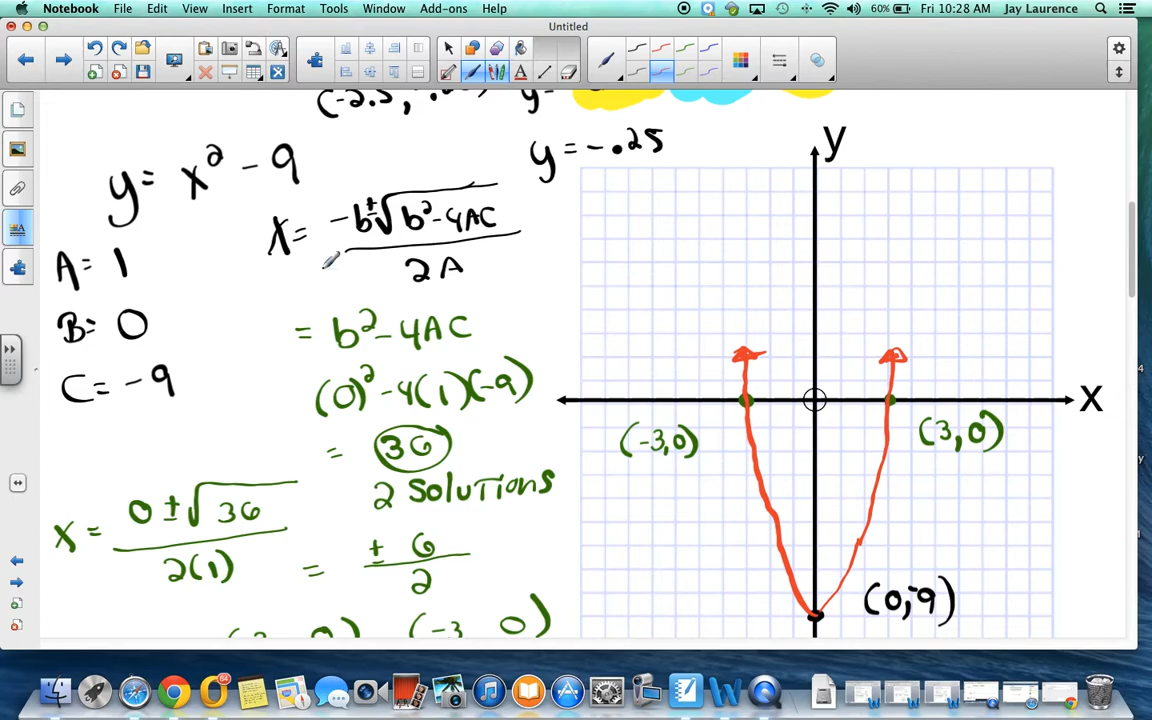 Notebook File Edit View Insert Format Tools Window Add-ons Help 60% Fri 10:28 AM Jay Laurence
Untitled
y = -.25
y = x² - 9
x = -b ± √b² - 4AC
2A
A = 1
B = 0
C = -9
= b² - 4AC
(0)² - 4(1)(-9)
= 36
2 Solutions
x = 0 ± √36
2(1)
= ± 6
2
y
x
(-3,0)
(3,0)
(0,-9)
64